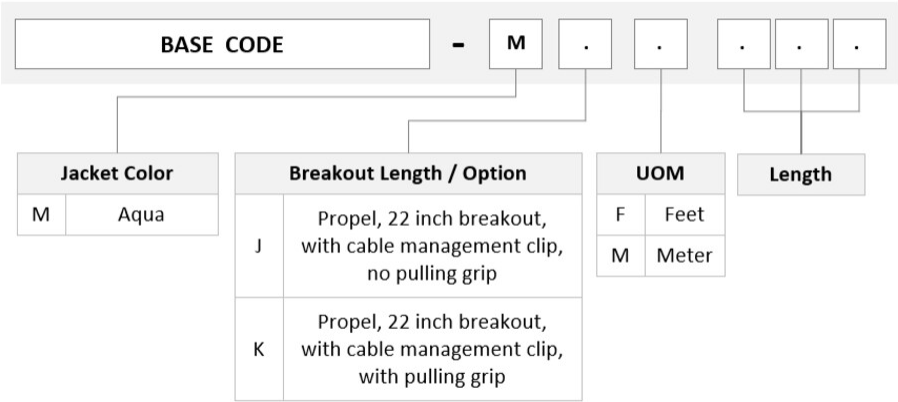 BASE CODE - M . . . . .
Jacket Color
M Aqua
Breakout Length / Option
J Propel, 22 inch breakout,
with cable management clip,
no pulling grip
K Propel, 22 inch breakout,
with cable management clip,
with pulling grip
UOM
F Feet
M Meter
Length